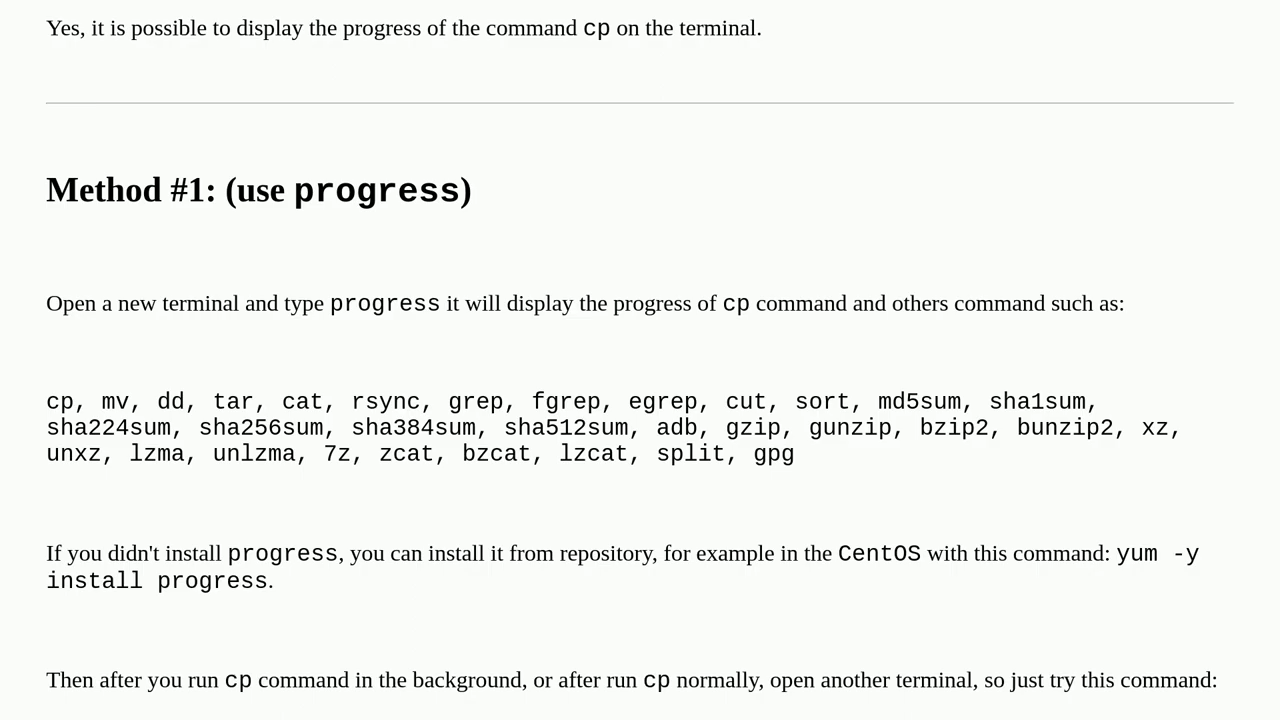 Yes, it is possible to display the progress of the command cp on the terminal.
Method #1: (use progress)
Open a new terminal and type progress it will display the progress of cp command and others command such as:
cp, mv, dd, tar, cat, rsync, grep, fgrep, egrep, cut, sort, md5sum, sha1sum,
sha224sum, sha256sum, sha384sum, sha512sum, adb, gzip, gunzip, bzip2, bunzip2, xz,
unxz, lzma, unlzma, 7z, zcat, bzcat, lzcat, split, gpg
If you didn't install progress, you can install it from repository, for example in the CentOS with this command: yum -y
install progress.
Then after you run cp command in the background, or after run cp normally, open another terminal, so just try this command: